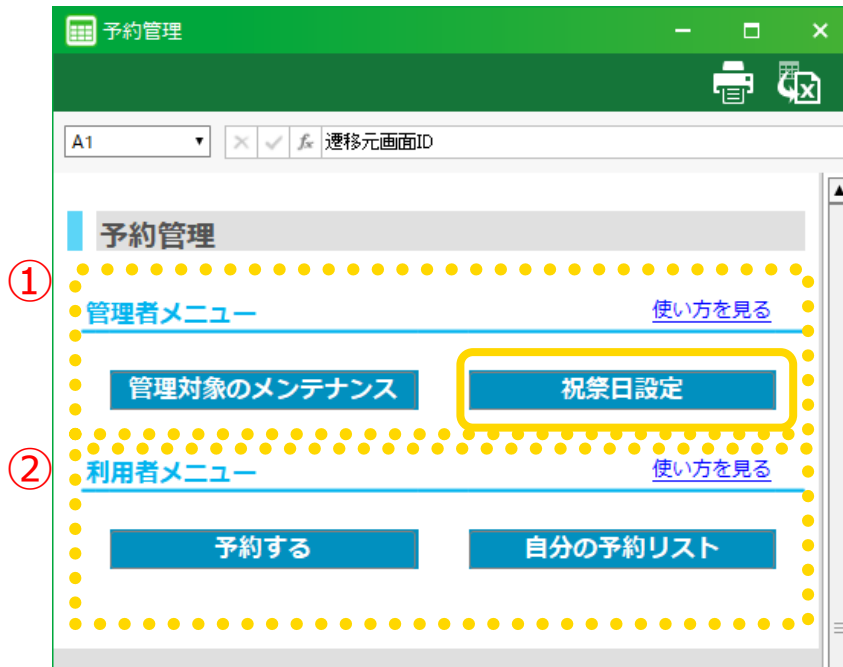 予約管理
A1 fx 遷移元画面ID
予約管理
①
管理者メニュー 使い方を見る
管理対象のメンテナンス 祝祭日設定
②
利用者メニュー 使い方を見る
予約する 自分の予約リスト